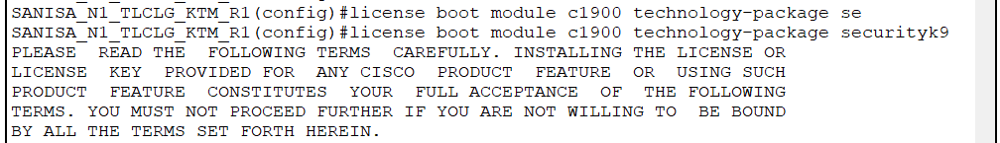 SANISA_N1_TLCLG_KTM_R1(config)#license boot module c1900 technology-package se
SANISA_N1_TLCLG_KTM_R1(config)#license boot module c1900 technology-package securityk9
PLEASE  READ THE  FOLLOWING TERMS  CAREFULLY. INSTALLING THE LICENSE OR
LICENSE  KEY  PROVIDED FOR  ANY CISCO  PRODUCT  FEATURE  OR  USING SUCH
PRODUCT  FEATURE  CONSTITUTES  YOUR  FULL ACCEPTANCE  OF  THE FOLLOWING
TERMS. YOU MUST NOT PROCEED FURTHER IF YOU ARE NOT WILLING TO  BE BOUND
BY ALL THE TERMS SET FORTH HEREIN.